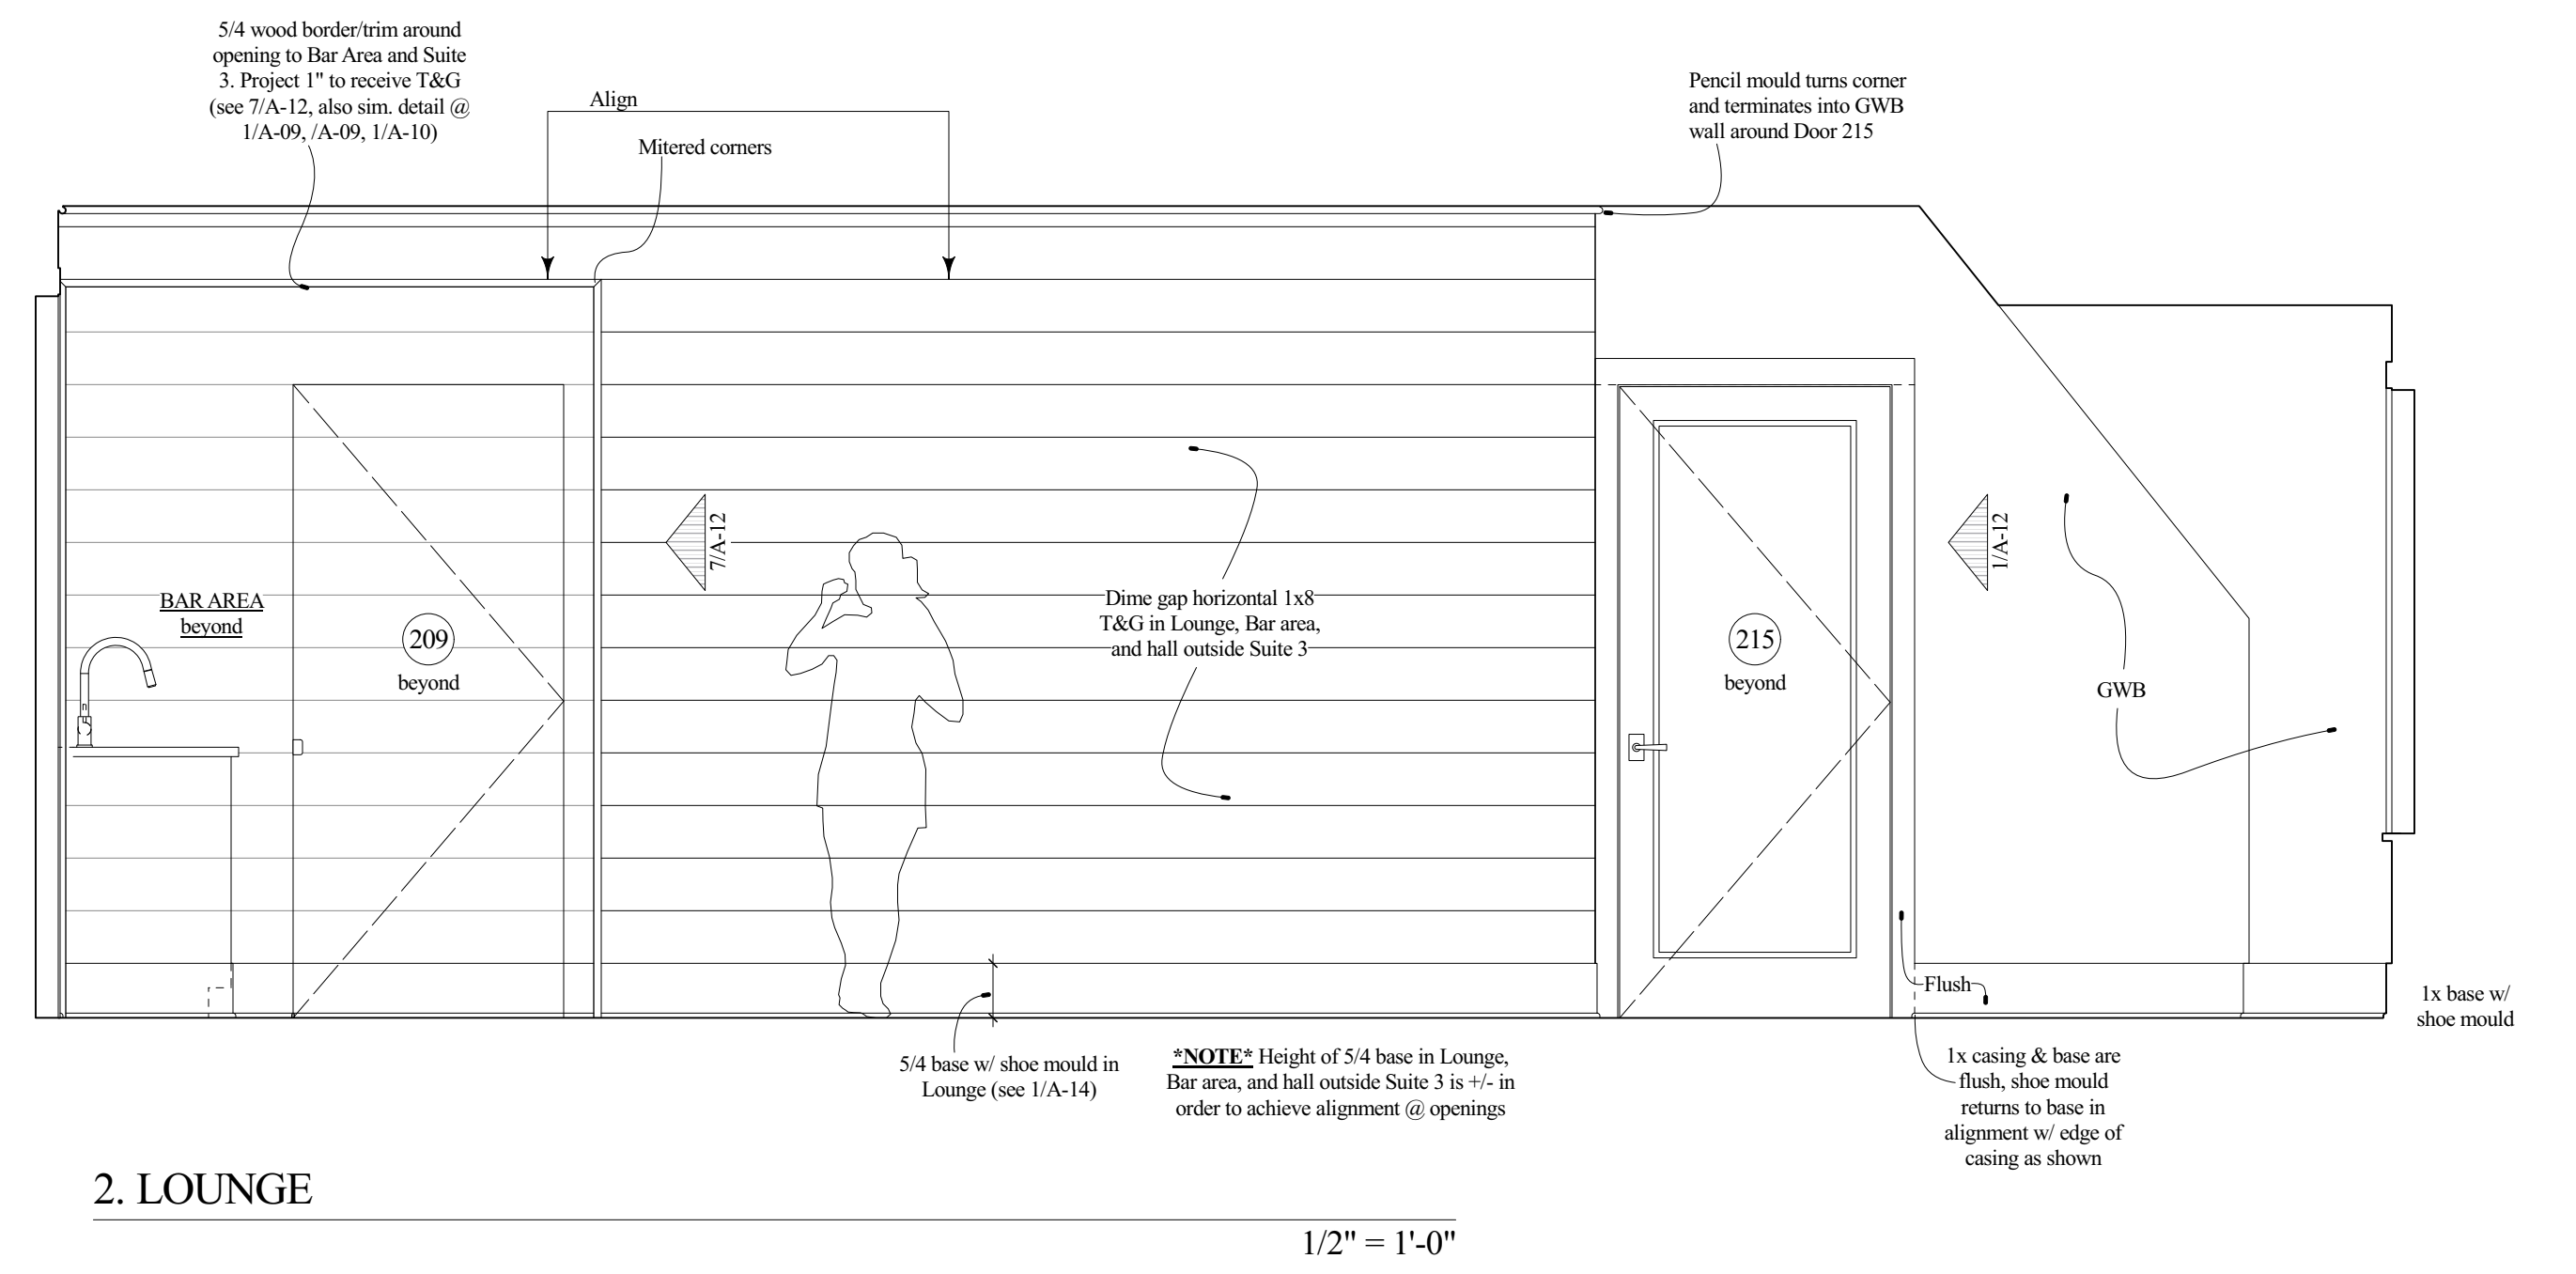 5/4 wood border/trim around
opening to Bar Area and Suite
3. Project 1" to receive T&G
(see 7/A-12, also sim. detail @
1/A-09, /A-09, 1/A-10)
Align
Mitered corners
Pencil mould turns corner
and terminates into GWB
wall around Door 215
7/A-12
1/A-12
BAR AREA
beyond
209
beyond
Dime gap horizontal 1x8
T&G in Lounge, Bar area,
and hall outside Suite 3
215
beyond
GWB
Flush
1x base w/
shoe mould
5/4 base w/ shoe mould in
Lounge (see 1/A-14)
*NOTE* Height of 5/4 base in Lounge,
Bar area, and hall outside Suite 3 is +/- in
order to achieve alignment @ openings
1x casing & base are
flush, shoe mould
returns to base in
alignment w/ edge of
casing as shown
2. LOUNGE
1/2" = 1'-0"